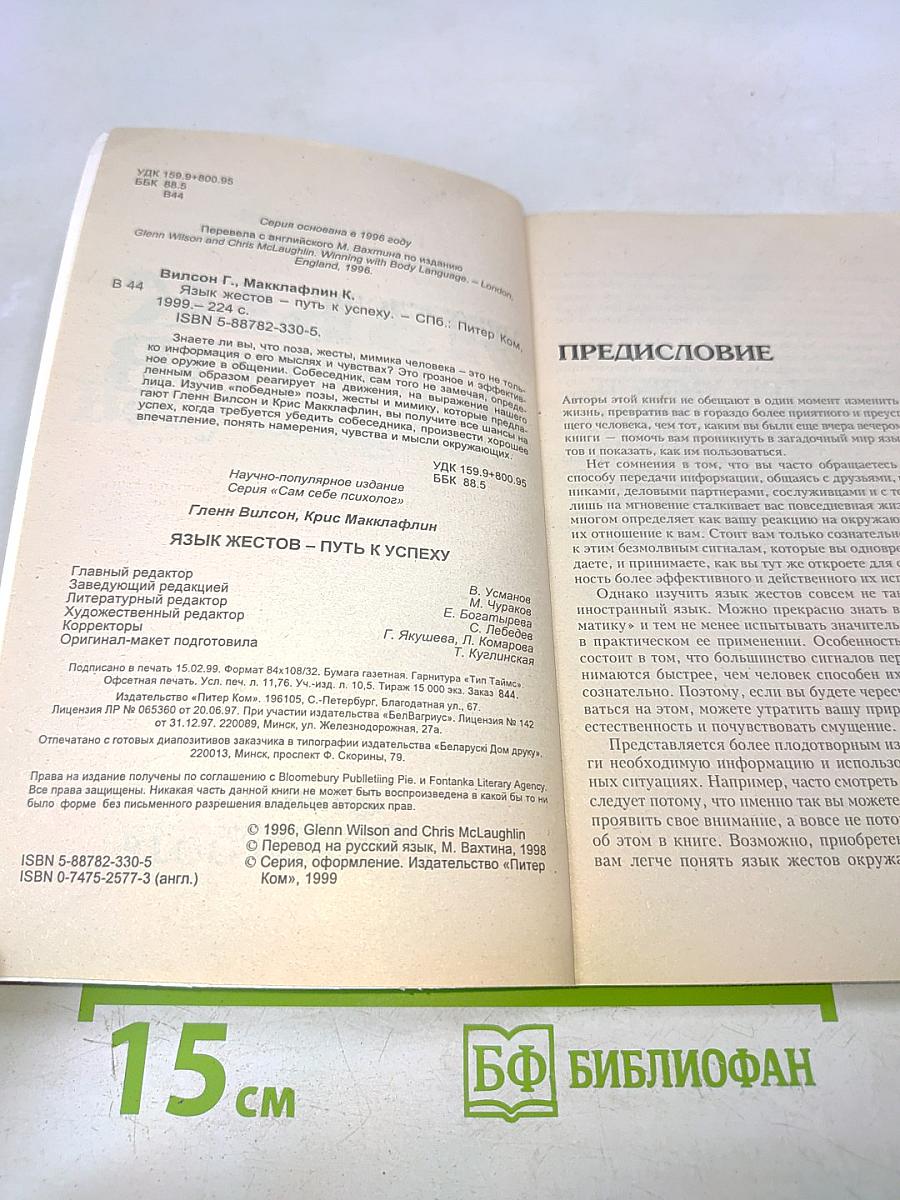 УДК 159.9+800.95
ББК 88.5
В44
Серия основана в 1996 году
Перевела с английского М. Вахтина по изданию
Glenn Wilson and Chris McLaughlin. Winning with Body Language. – London,
England, 1996.
Вилсон Г., Макклафлин К.
В 44 Язык жестов – путь к успеху. – СПб.: Питер Ком,
1999.– 224 с.
ISBN 5-88782-330-5.
Знаете ли вы, что поза, жесты, мимика человека – это не толь-
ко информация о его мыслях и чувствах? Это грозное и эффектив-
ное оружие в общении. Собеседник, сам того не замечая, опреде-
ленным образом реагирует на движения, на выражение нашего
лица. Изучив «победные» позы, жесты и мимику, которые предла-
гают Гленн Вилсон и Крис Макклафлин, вы получите все шансы на
успех, когда требуется убедить собеседника, произвести хорошее
впечатление, понять намерения, чувства и мысли окружающих.
УДК 159.9+800.95
ББК 88.5
Научно-популярное издание
Серия «Сам себе психолог»
Гленн Вилсон, Крис Макклафлин
ЯЗЫК ЖЕСТОВ – ПУТЬ К УСПЕХУ
Главный редактор В. Усманов
Заведующий редакцией М. Чураков
Литературный редактор Е. Богатырева
Художественный редактор С. Лебедев
Корректоры Г. Якушева, Л. Комарова
Оригинал-макет подготовила Т. Куглинская
Подписано в печать 15.02.99. Формат 84х108/32. Бумага газетная. Гарнитура «Тип Таймс».
Офсетная печать. Усл. печ. л. 11,76. Уч.-изд. л. 10,5. Тираж 15 000 экз. Заказ 844.
Издательство «Питер Ком». 196105, С.-Петербург, Благодатная ул., 67.
Лицензия ЛР № 065360 от 20.06.97. При участии издательства «БелВагриус». Лицензия № 142
от 31.12.97. 220089, Минск, ул. Железнодорожная, 27а.
Отпечатано с готовых диапозитивов заказчика в типографии издательства «Беларускі Дом друку».
220013, Минск, проспект Ф. Скорины, 79.
Права на издание получены по соглашению с Bloomebury Publletiing Pie. и Fontanka Literary Agency.
Все права защищены. Никакая часть данной книги не может быть воспроизведена в какой бы то ни
было форме без письменного разрешения владельцев авторских прав.
© 1996, Glenn Wilson and Chris McLaughlin
© Перевод на русский язык, М. Вахтина, 1998
© Серия, оформление. Издательство «Питер
Ком», 1999
ISBN 5-88782-330-5
ISBN 0-7475-2577-3 (англ.)
ПРЕДИСЛОВИЕ
Авторы этой книги не обещают в один момент изменить
жизнь, превратив вас в гораздо более приятного и преус
щего человека, чем тот, каким вы были еще вчера вечером
книги — помочь вам проникнуть в загадочный мир язы
тов и показать, как им пользоваться.
Нет сомнения в том, что вы часто обращаетесь
способу передачи информации, общаясь с друзьями,
никами, деловыми партнерами, сослуживцами и с те
лишь на мгновение сталкивает вас повседневная жиз
многом определяет как вашу реакцию на окружаю
их отношение к вам. Стоит вам только сознательно
к этим безмолвным сигналам, которые вы одновре
даете, и принимаете, как вы тут же откроете для с
ность более эффективного и действенного их исп
Однако изучить язык жестов совсем не так
иностранный язык. Можно прекрасно знать в
матику» и тем не менее испытывать значитель
в практическом ее применении. Особенность
состоит в том, что большинство сигналов пер
нимаются быстрее, чем человек способен их
сознательно. Поэтому, если вы будете чересч
ваться на этом, можете утратить вашу прир
естественность и почувствовать смущение.
Представляется более плодотворным из
ги необходимую информацию и использо
ных ситуациях. Например, часто смотреть
следует потому, что именно так вы можете
проявить свое внимание, а вовсе не пото
об этом в книге. Возможно, приобретен
вам легче понять язык жестов окружа
15 см
БФ БИБЛИОФАН